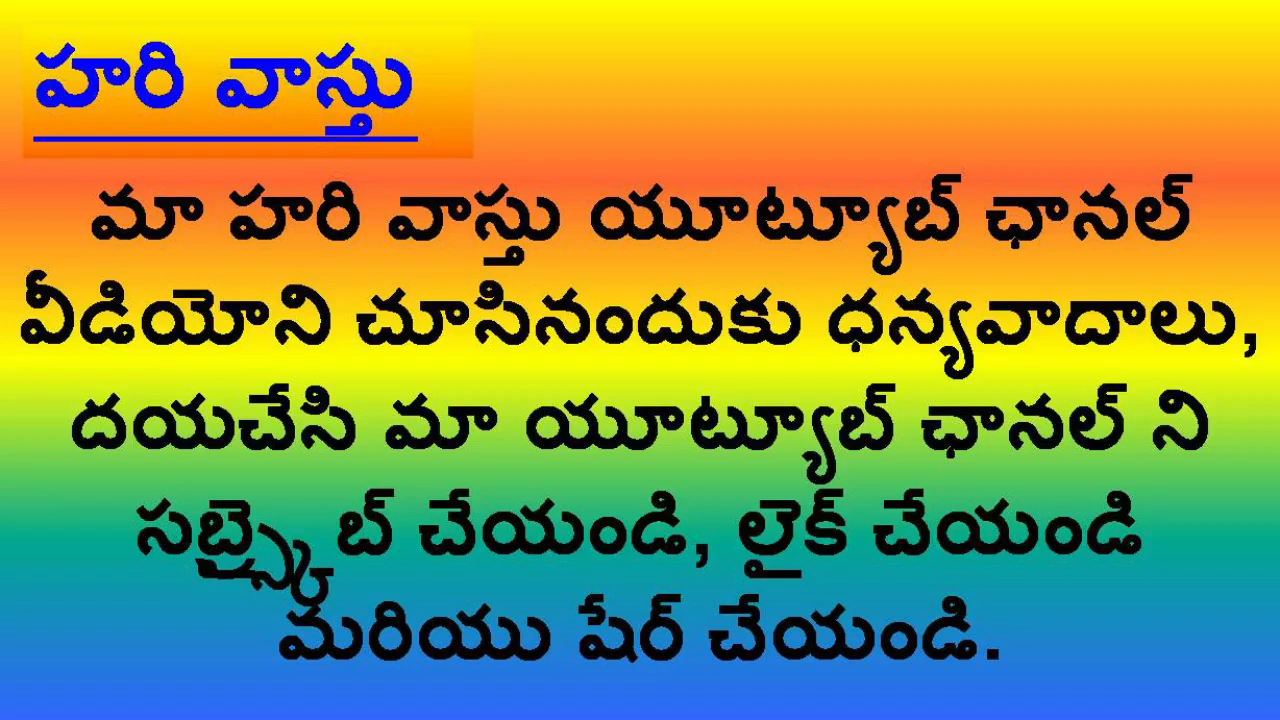 హరి వాస్తు
మా హరి వాస్తు యూట్యూబ్ ఛానల్
వీడియోని చూసినందుకు ధన్యవాదాలు,
దయచేసి మా యూట్యూబ్ ఛానల్ ని
సబ్స్క్రైబ్ చేయండి, లైక్ చేయండి
మరియు షేర్ చేయండి.